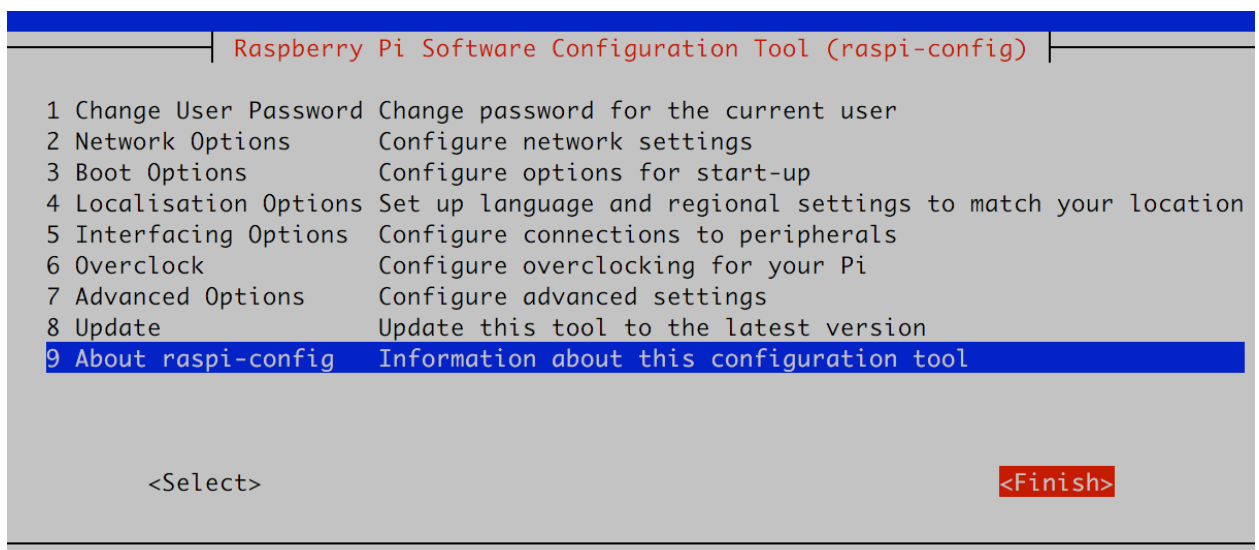 Raspberry Pi Software Configuration Tool (raspi-config)
1 Change User Password Change password for the current user
2 Network Options Configure network settings
3 Boot Options Configure options for start-up
4 Localisation Options Set up language and regional settings to match your location
5 Interfacing Options Configure connections to peripherals
6 Overclock Configure overclocking for your Pi
7 Advanced Options Configure advanced settings
8 Update Update this tool to the latest version
9 About raspi-config Information about this configuration tool
<Select> <Finish>